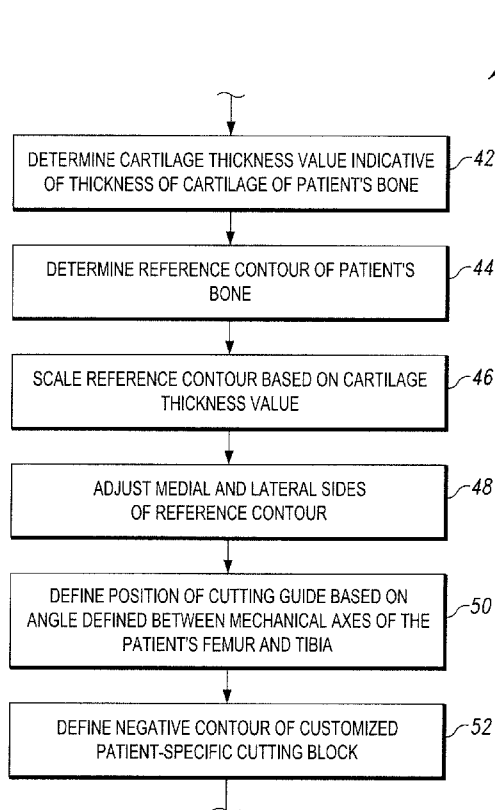 DETERMINE CARTILAGE THICKNESS VALUE INDICATIVE
OF THICKNESS OF CARTILAGE OF PATIENT'S BONE
42
DETERMINE REFERENCE CONTOUR OF PATIENT'S
BONE
44
SCALE REFERENCE CONTOUR BASED ON CARTILAGE
THICKNESS VALUE
46
ADJUST MEDIAL AND LATERAL SIDES
OF REFERENCE CONTOUR
48
DEFINE POSITION OF CUTTING GUIDE BASED ON
ANGLE DEFINED BETWEEN MECHANICAL AXES OF THE
PATIENT'S FEMUR AND TIBIA
50
DEFINE NEGATIVE CONTOUR OF CUSTOMIZED
PATIENT-SPECIFIC CUTTING BLOCK
52